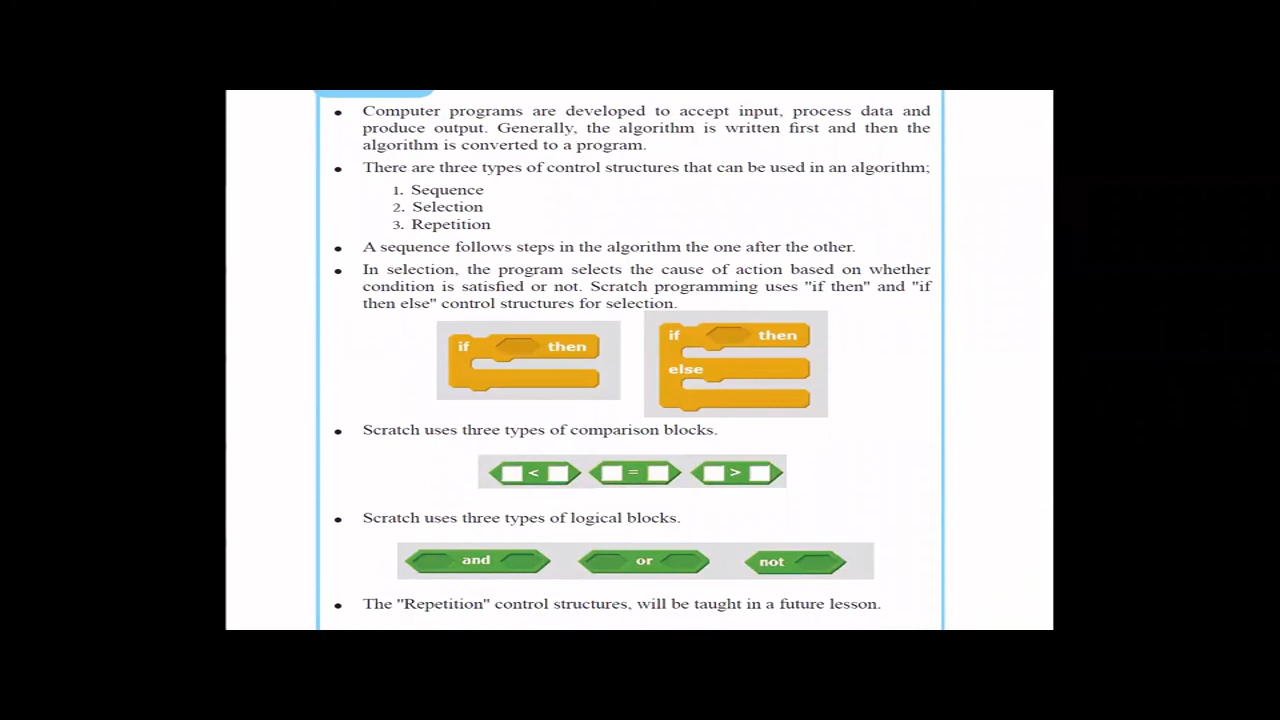 Computer programs are developed to accept input, process data and
produce output. Generally, the algorithm is written first and then the
algorithm is converted to a program.
There are three types of control structures that can be used in an algorithm;
1. Sequence
2. Selection
3. Repetition
A sequence follows steps in the algorithm the one after the other.
In selection, the program selects the cause of action based on whether
condition is satisfied or not. Scratch programming uses "if then" and "if
then else" control structures for selection.
if then
if then
else
Scratch uses three types of comparison blocks.
< = >
Scratch uses three types of logical blocks.
and or not
The "Repetition" control structures, will be taught in a future lesson.